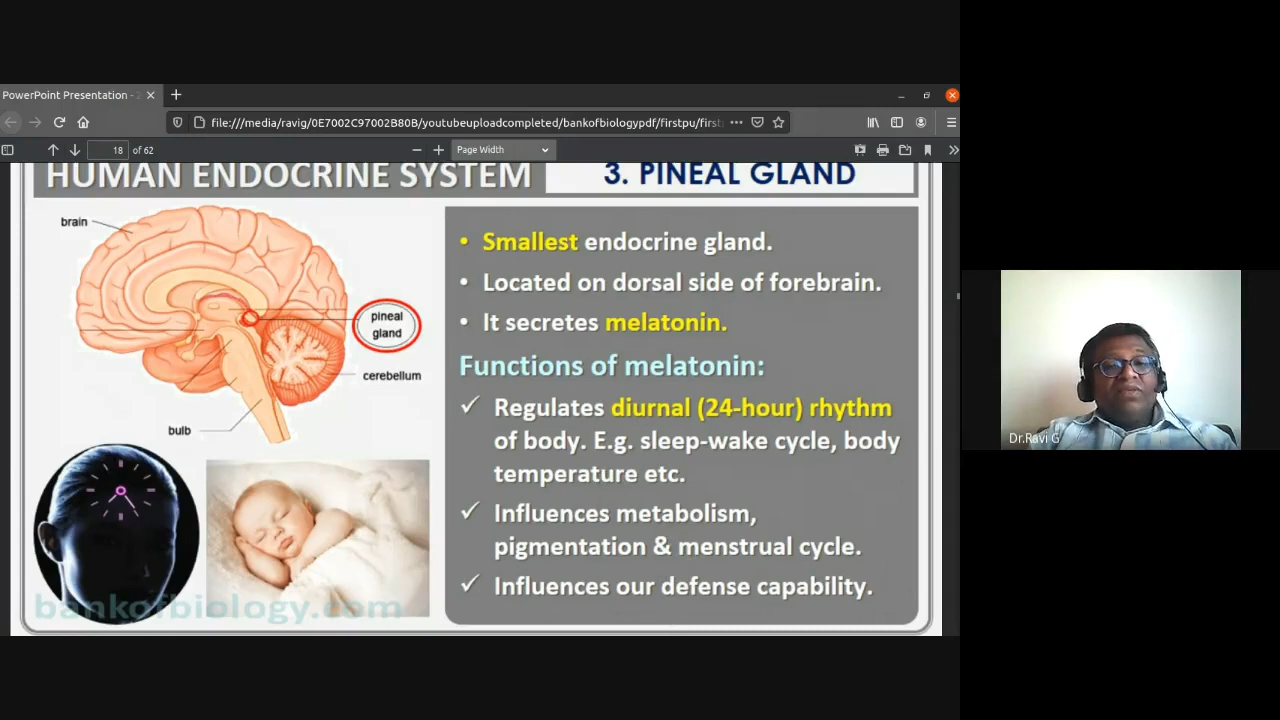 PowerPoint Presentation -
file:///media/ravig/0E7002C97002B80B/youtubeuploadcompleted/bankofbiologypdf/firstpu/first
18 of 62
Page Width
HUMAN ENDOCRINE SYSTEM
3. PINEAL GLAND
brain
pineal
gland
cerebellum
bulb
• Smallest endocrine gland.
• Located on dorsal side of forebrain.
• It secretes melatonin.
Functions of melatonin:
✓ Regulates diurnal (24-hour) rhythm
of body. E.g. sleep-wake cycle, body
temperature etc.
✓ Influences metabolism,
pigmentation & menstrual cycle.
✓ Influences our defense capability.
bankofbiology.com
Dr.Ravi G